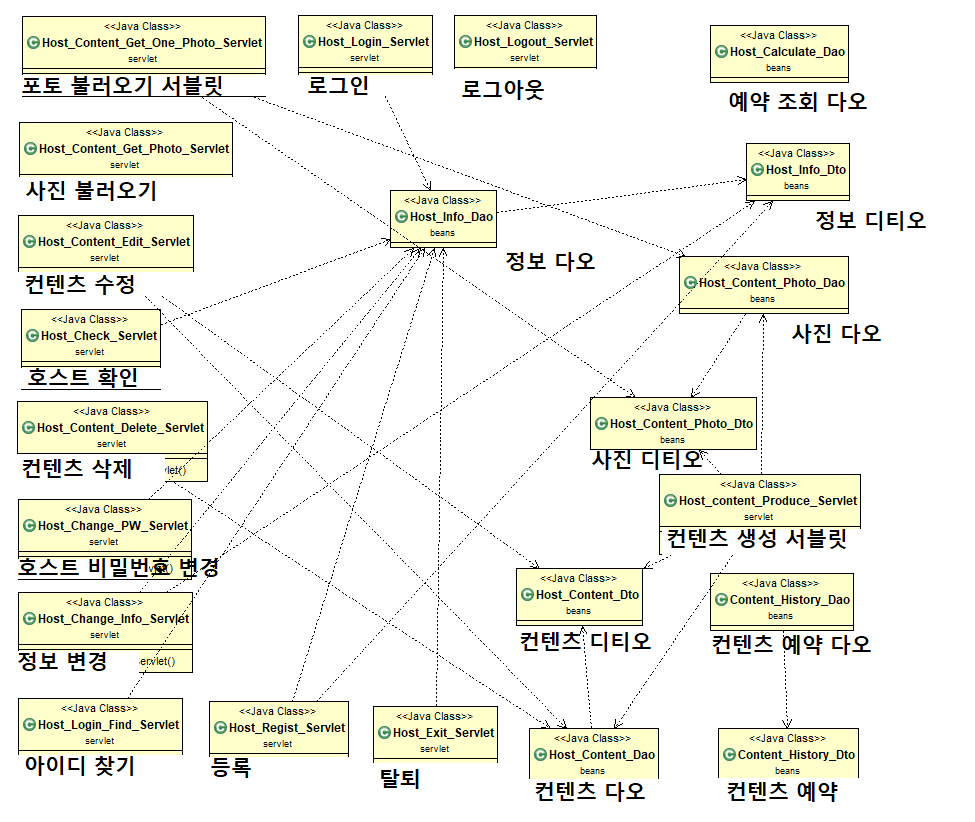 <<Java Class>>
Host_Content_Get_One_Photo_Servlet
servlet
포토 불러오기 서블릿
<<Java Class>>
Host_Login_Servlet
servlet
로그인
<<Java Class>>
Host_Logout_Servlet
servlet
로그아웃
<<Java Class>>
Host_Calculate_Dao
beans
예약 조회 다오
<<Java Class>>
Host_Content_Get_Photo_Servlet
servlet
사진 불러오기
<<Java Class>>
Host_Info_Dto
beans
정보 디티오
<<Java Class>>
Host_Info_Dao
beans
정보 다오
<<Java Class>>
Host_Content_Edit_Servlet
servlet
컨텐츠 수정
<<Java Class>>
Host_Content_Photo_Dao
beans
사진 다오
<<Java Class>>
Host_Check_Servlet
servlet
호스트 확인
<<Java Class>>
Host_Content_Photo_Dto
beans
사진 디티오
<<Java Class>>
Host_Content_Delete_Servlet
servlet
컨텐츠 삭제
vlet()
<<Java Class>>
Host_content_Produce_Servlet
servlet
컨텐츠 생성 서블릿
<<Java Class>>
Host_Change_PW_Servlet
servlet
호스트 비밀번호 변경
<<Java Class>>
Host_Content_Dto
beans
컨텐츠 디티오
<<Java Class>>
Content_History_Dao
beans
컨텐츠 예약 다오
<<Java Class>>
Host_Change_Info_Servlet
servlet
정보 변경
ervlet()
<<Java Class>>
Host_Login_Find_Servlet
servlet
아이디 찾기
<<Java Class>>
Host_Regist_Servlet
servlet
등록
<<Java Class>>
Host_Exit_Servlet
servlet
탈퇴
<<Java Class>>
Host_Content_Dao
beans
컨텐츠 다오
<<Java Class>>
Content_History_Dto
beans
컨텐츠 예약